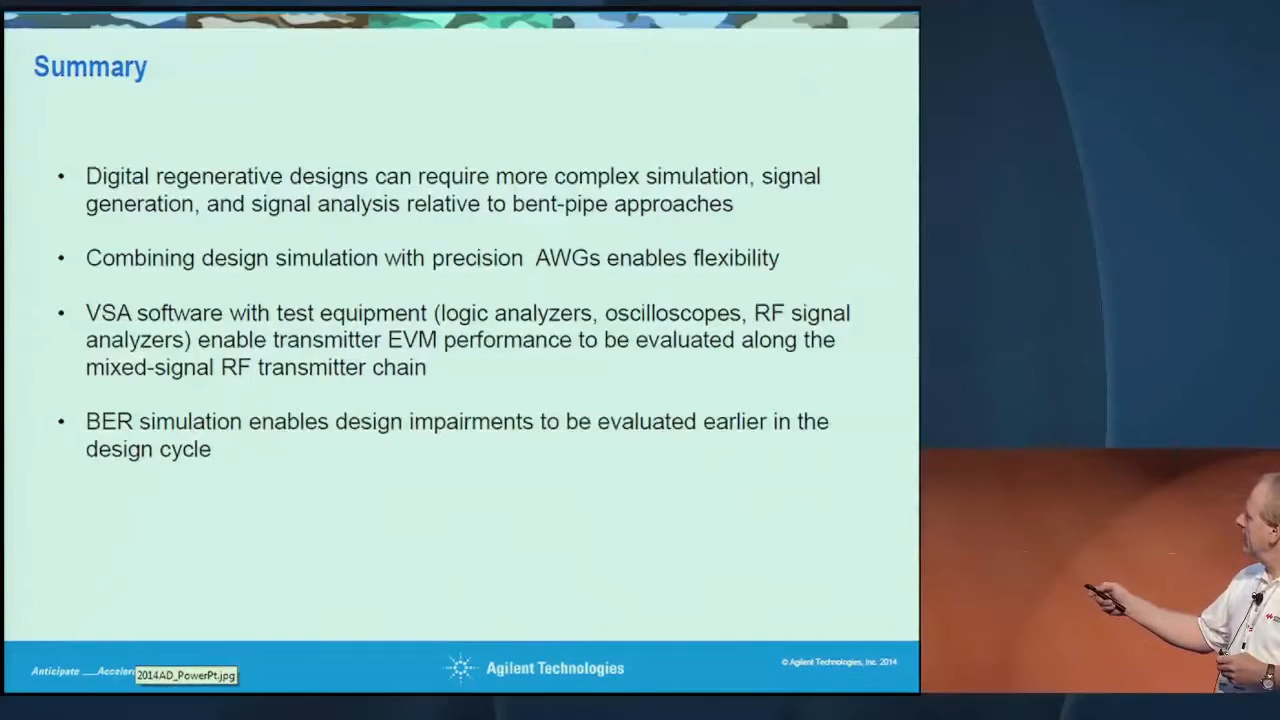 Summary
• Digital regenerative designs can require more complex simulation, signal
generation, and signal analysis relative to bent-pipe approaches
• Combining design simulation with precision AWGs enables flexibility
• VSA software with test equipment (logic analyzers, oscilloscopes, RF signal
analyzers) enable transmitter EVM performance to be evaluated along the
mixed-signal RF transmitter chain
• BER simulation enables design impairments to be evaluated earlier in the
design cycle
Anticipate __Acceler
2014AD_PowerPt.jpg
Agilent Technologies
© Agilent Technologies, Inc. 2014